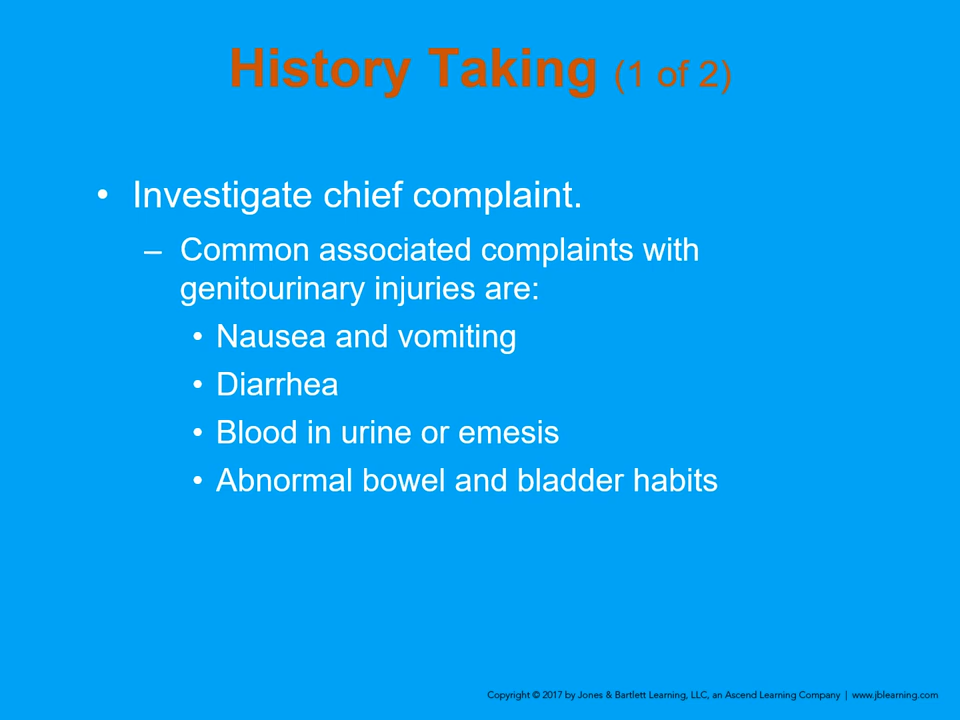 History Taking (1 of 2)
• Investigate chief complaint.
– Common associated complaints with
genitourinary injuries are:
• Nausea and vomiting
• Diarrhea
• Blood in urine or emesis
• Abnormal bowel and bladder habits
Copyright © 2017 by Jones & Bartlett Learning, LLC, an Ascend Learning Company | www.jblearning.com